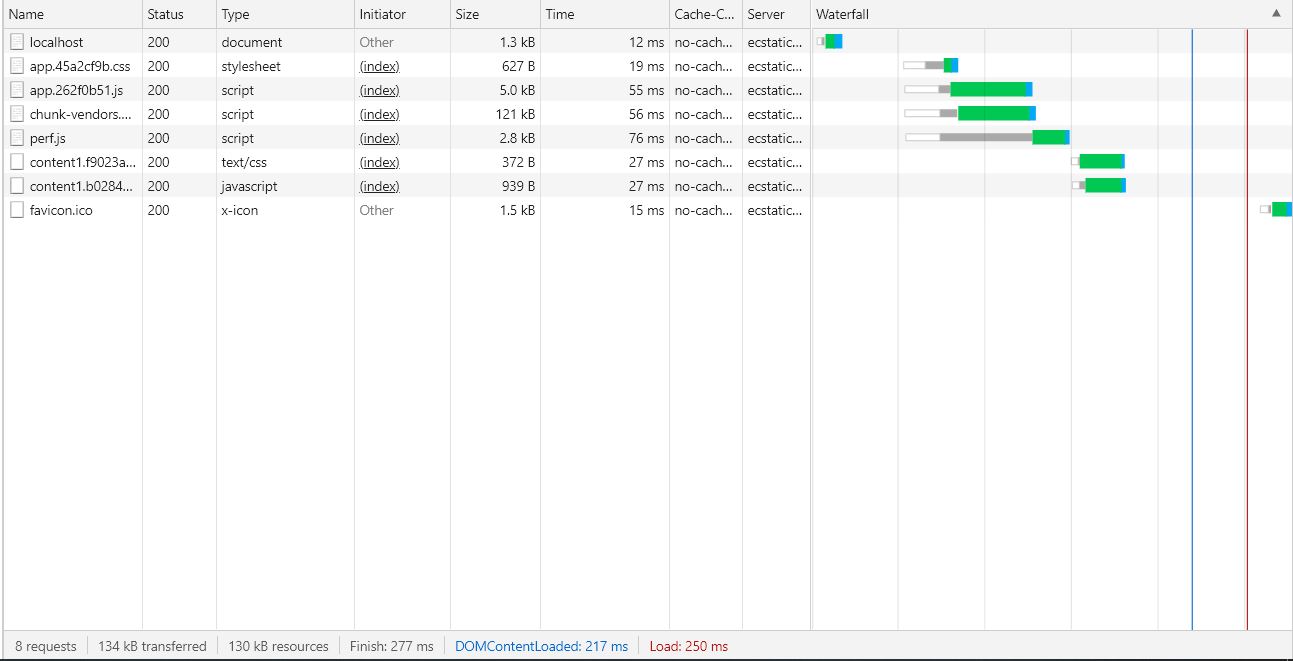 Name Status Type Initiator Size Time Cache-C... Server Waterfall
localhost 200 document Other 1.3 kB 12 ms no-cach... ecstatic...
app.45a2cf9b.css 200 stylesheet (index) 627 B 19 ms no-cach... ecstatic...
app.262f0b51.js 200 script (index) 5.0 kB 55 ms no-cach... ecstatic...
chunk-vendors.... 200 script (index) 121 kB 56 ms no-cach... ecstatic...
perf.js 200 script (index) 2.8 kB 76 ms no-cach... ecstatic...
content1.f9023a... 200 text/css (index) 372 B 27 ms no-cach... ecstatic...
content1.b0284... 200 javascript (index) 939 B 27 ms no-cach... ecstatic...
favicon.ico 200 x-icon Other 1.5 kB 15 ms no-cach... ecstatic...
8 requests 134 kB transferred 130 kB resources Finish: 277 ms DOMContentLoaded: 217 ms Load: 250 ms